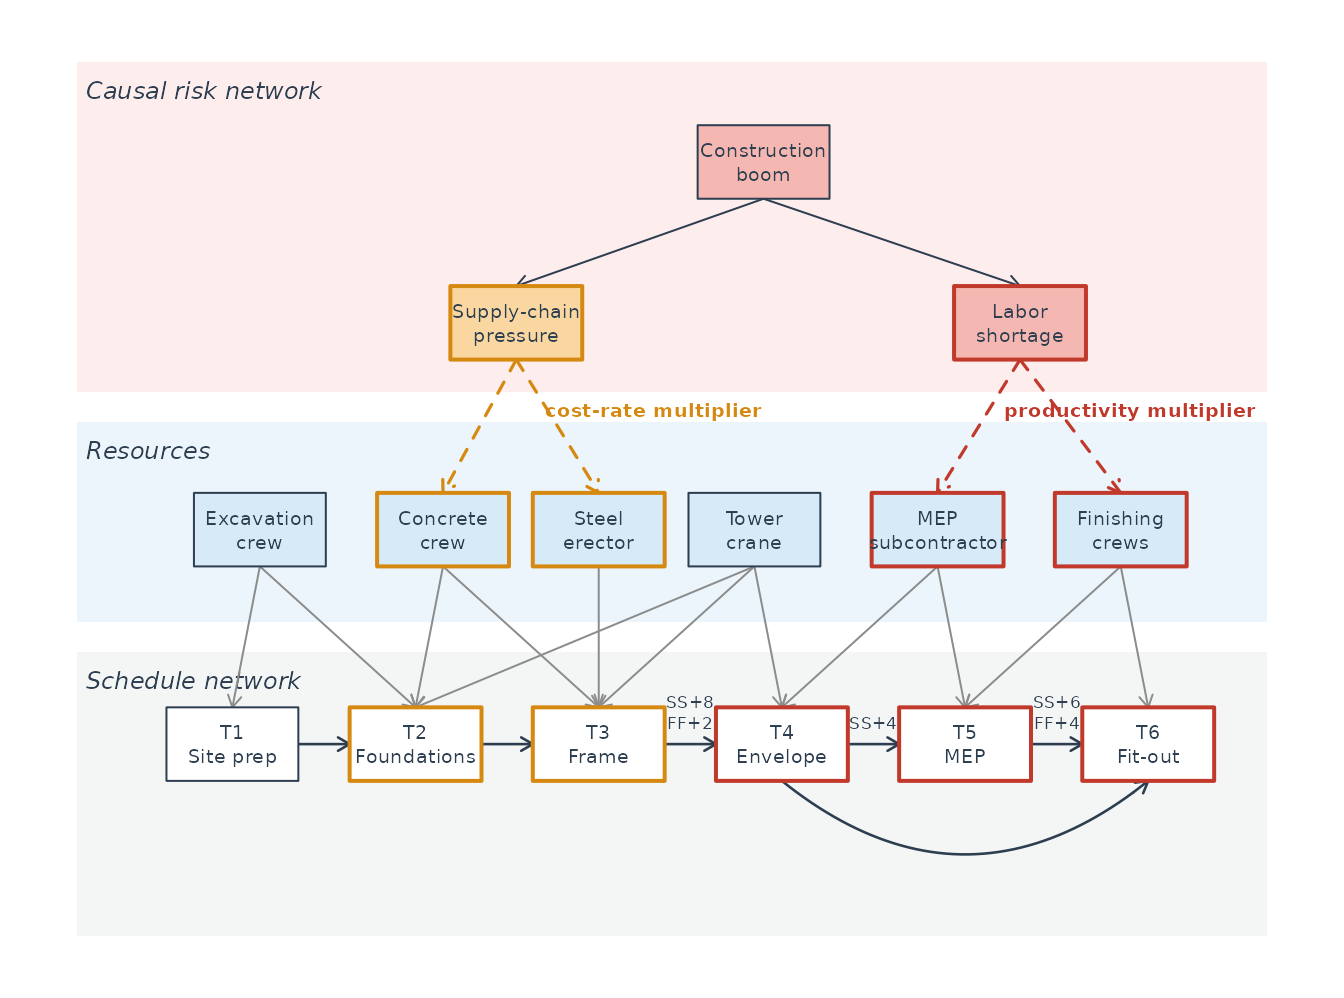 Causal risk network
Construction
boom
Supply-chain
pressure
Labor
shortage
cost-rate multiplier
productivity multiplier
Resources
Excavation
crew
Concrete
crew
Steel
erector
Tower
crane
MEP
subcontractor
Finishing
crews
Schedule network
T1
Site prep
T2
Foundations
T3
Frame
SS+8
FF+2
T4
Envelope
SS+4
T5
MEP
SS+6
FF+4
T6
Fit-out